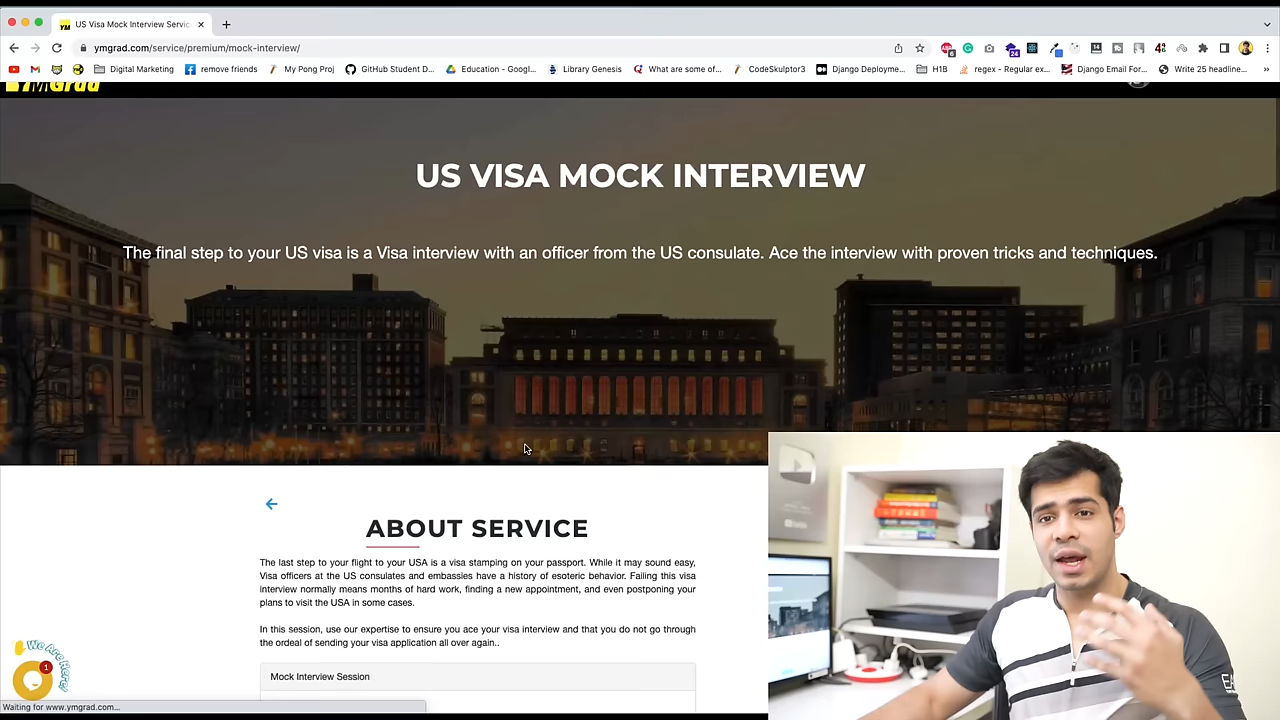 US Visa Mock Interview Servic
ymgrad.com/service/premium/mock-interview/
Digital Marketing
remove friends
My Pong Proj
GitHub Student D...
Education - Googl...
Library Genesis
What are some of...
CodeSkulptor3
Django Deployme...
H1B
regex - Regular ex...
Django Email For...
Write 25 headline...
YMGrad
US VISA MOCK INTERVIEW
The final step to your US visa is a Visa interview with an officer from the US consulate. Ace the interview with proven tricks and techniques.
ABOUT SERVICE
The last step to your flight to your USA is a visa stamping on your passport. While it may sound easy,
Visa officers at the US consulates and embassies have a history of esoteric behavior. Failing this visa
interview normally means months of hard work, finding a new appointment, and even postponing your
plans to visit the USA in some cases.
In this session, use our expertise to ensure you ace your visa interview and that you do not go through
the ordeal of sending your visa application all over again..
Mock Interview Session
We Are Here!
1
Waiting for www.ymgrad.com...